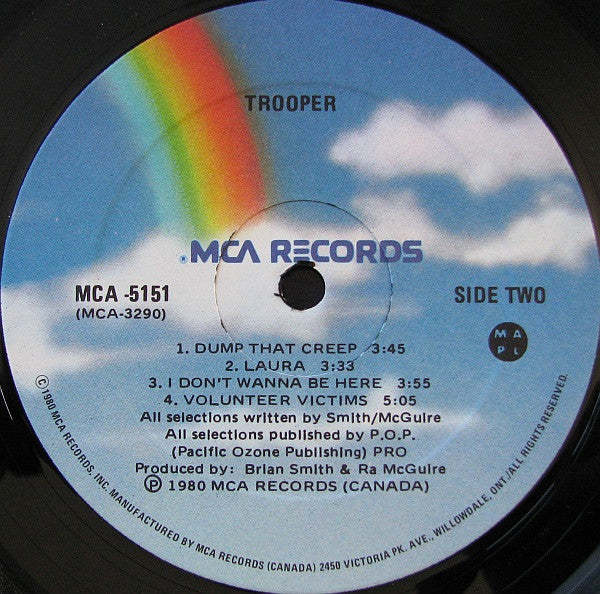 TROOPER
®MCA RECORDS
MCA -5151
(MCA-3290)
SIDE TWO
M A
P L
1. DUMP THAT CREEP 3:45
2. LAURA 3:33
3. I DON'T WANNA BE HERE 3:55
4. VOLUNTEER VICTIMS 5:05
All selections written by Smith/McGuire
All selections published by P.O.P.
(Pacific Ozone Publishing) PRO
Produced by: Brian Smith & Ra McGuire
℗ 1980 MCA RECORDS (CANADA)
© 1980 MCA RECORDS, INC. MANUFACTURED BY MCA RECORDS (CANADA) 2450 VICTORIA PK. AVE., WILLOWDALE, ONT./ALL RIGHTS RESERVED.